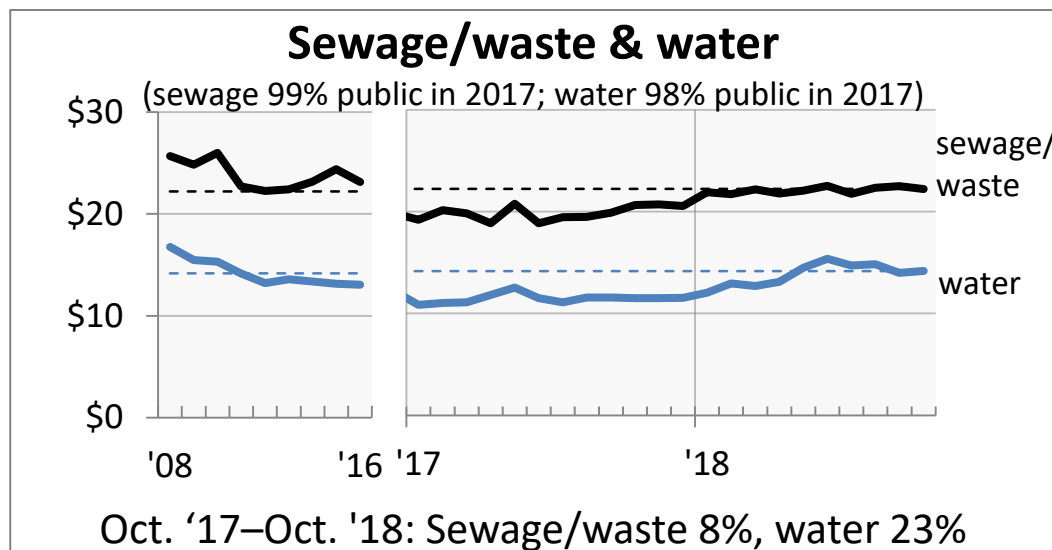 Sewage/waste & water
(sewage 99% public in 2017; water 98% public in 2017)
$30
$20
$10
$0
sewage/
waste
water
'08
'16
'17
'18
Oct. ‘17–Oct. '18: Sewage/waste 8%, water 23%